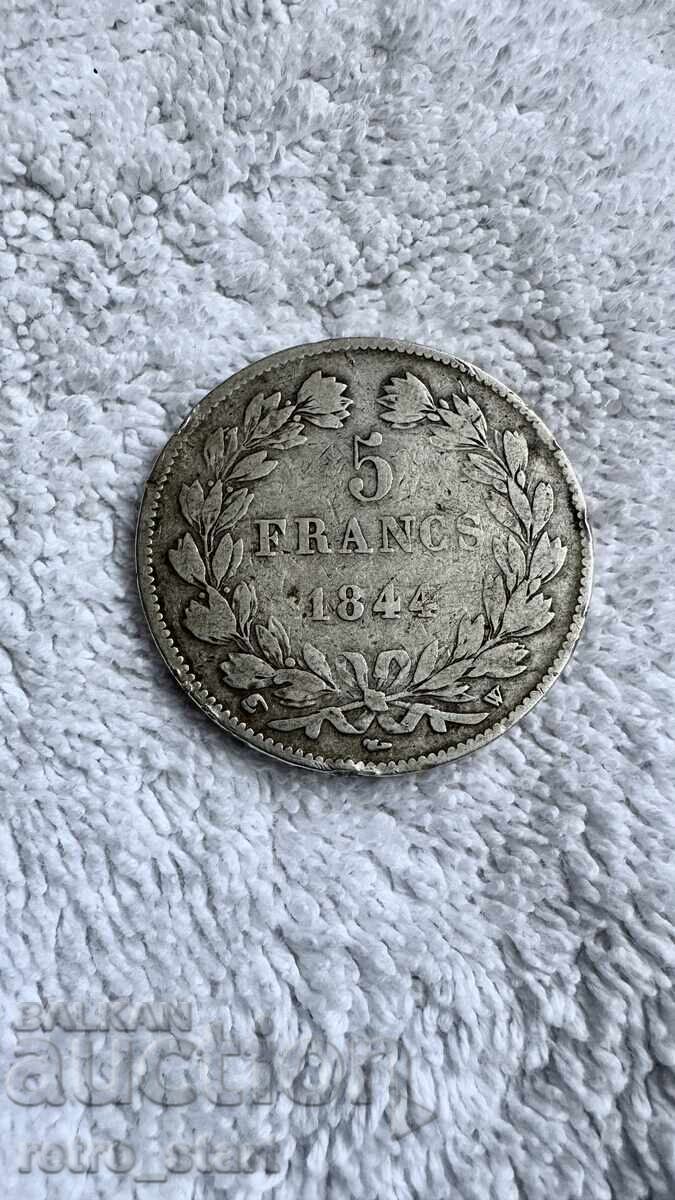 5
FRANCS
1844
W
BALKAN
auction
retro_start